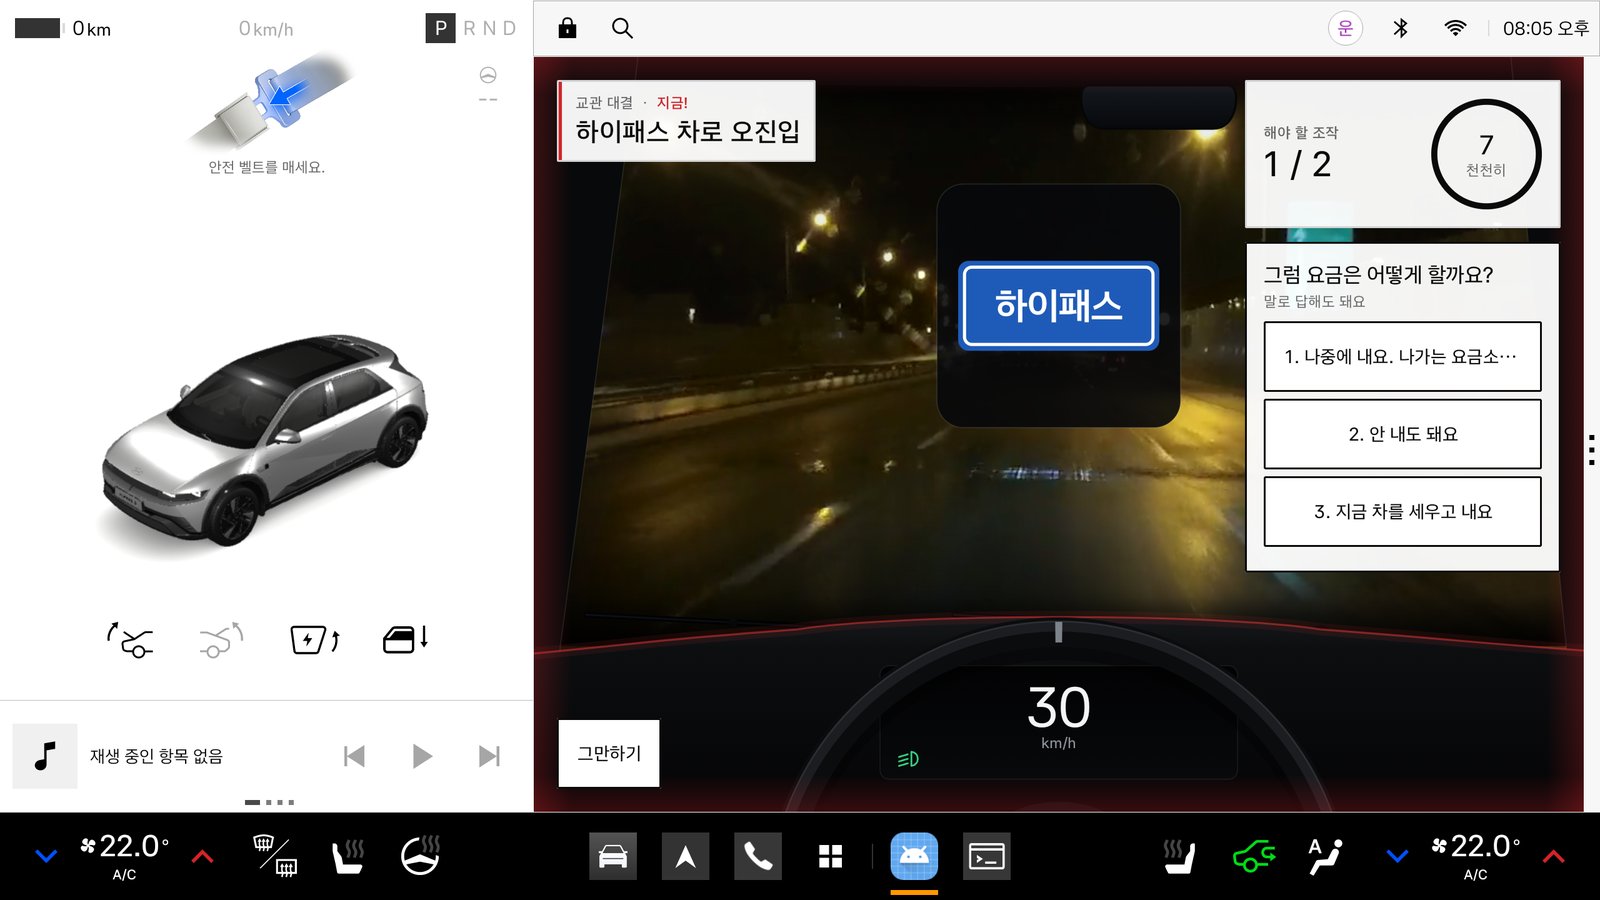 0 km
0 km/h
P R N D
--
안전 벨트를 매세요.
재생 중인 항목 없음
운
08:05 오후
교관 대결 · 지금!
하이패스 차로 오진입
하이패스
해야 할 조작
1 / 2
7
천천히
그럼 요금은 어떻게 할까요?
말로 답해도 돼요
1. 나중에 내요. 나가는 요금소…
2. 안 내도 돼요
3. 지금 차를 세우고 내요
30
km/h
그만하기
22.0°
A/C
A
22.0°
A/C